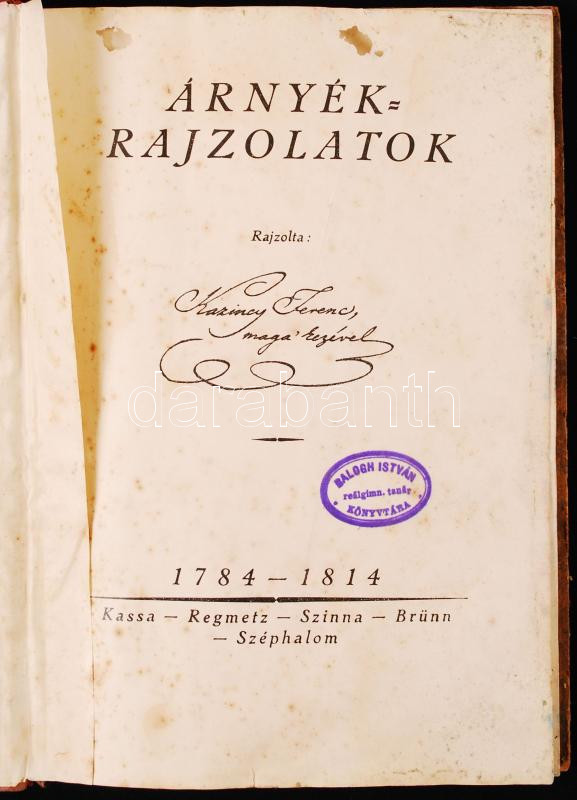 ÁRNYÉK=
RAJZOLATOK
Rajzolta:
Kazinczy Ferenc,
maga' kezével
darabanth
BALOGH ISTVÁN
reálgimn. tanár
KÖNYVTÁRA
1784 — 1814
Kassa — Regmetz — Szinna — Brünn
— Széphalom